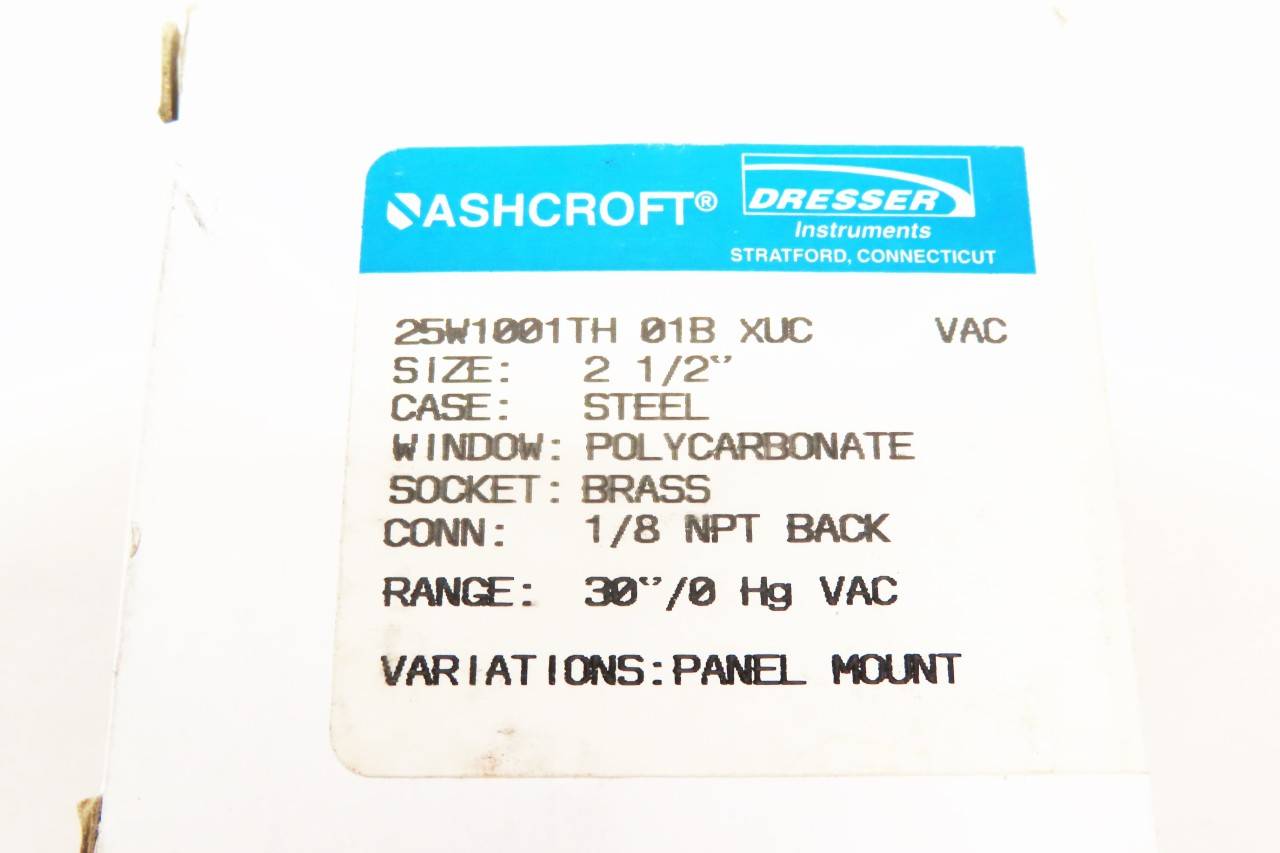 ASHCROFT®
DRESSER
Instruments
STRATFORD, CONNECTICUT
25W1001TH 01B XUC VAC
SIZE: 2 1/2"
CASE: STEEL
WINDOW: POLYCARBONATE
SOCKET: BRASS
CONN: 1/8 NPT BACK
RANGE: 30"/0 Hg VAC
VARIATIONS:PANEL MOUNT